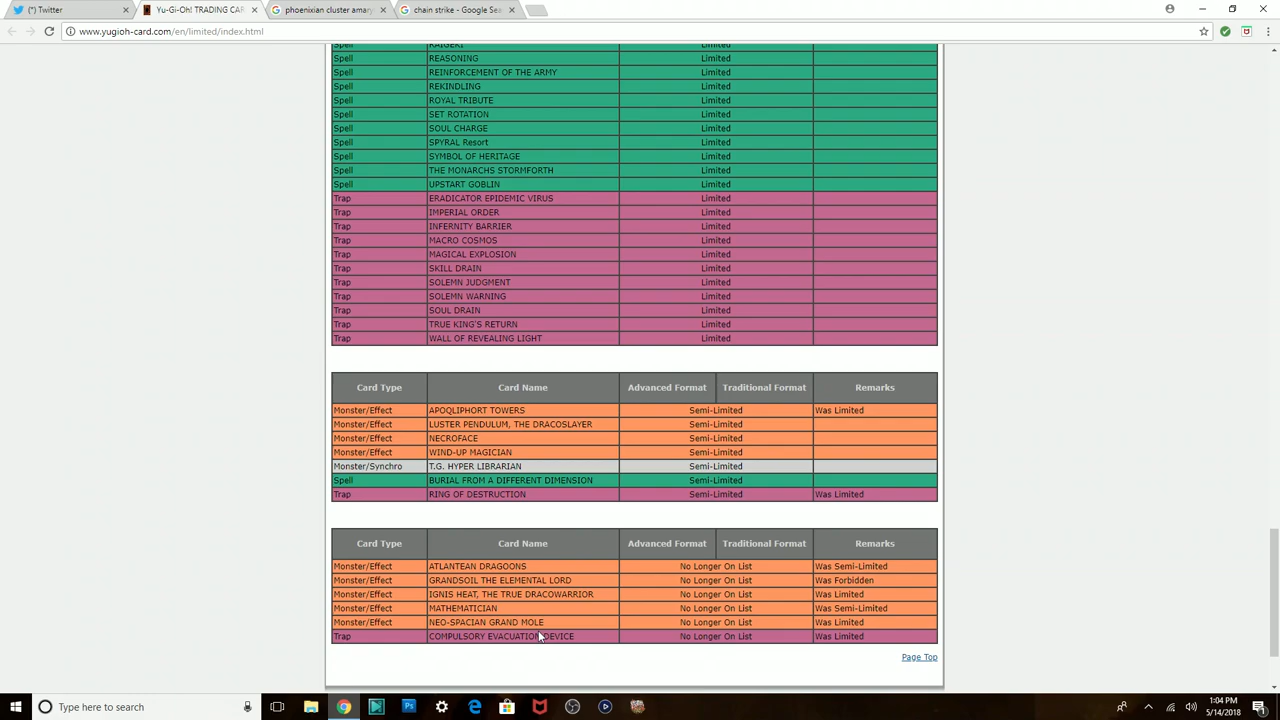 (*) Twitter
Yu-Gi-Oh! TRADING CAR
phoenixian cluster amary
chain strike - Google Sea
www.yugioh-card.com/en/limited/index.html
Spell RAIGEKI Limited
Spell REASONING Limited
Spell REINFORCEMENT OF THE ARMY Limited
Spell REKINDLING Limited
Spell ROYAL TRIBUTE Limited
Spell SET ROTATION Limited
Spell SOUL CHARGE Limited
Spell SPYRAL Resort Limited
Spell SYMBOL OF HERITAGE Limited
Spell THE MONARCHS STORMFORTH Limited
Spell UPSTART GOBLIN Limited
Trap ERADICATOR EPIDEMIC VIRUS Limited
Trap IMPERIAL ORDER Limited
Trap INFERNITY BARRIER Limited
Trap MACRO COSMOS Limited
Trap MAGICAL EXPLOSION Limited
Trap SKILL DRAIN Limited
Trap SOLEMN JUDGMENT Limited
Trap SOLEMN WARNING Limited
Trap SOUL DRAIN Limited
Trap TRUE KING'S RETURN Limited
Trap WALL OF REVEALING LIGHT Limited
Card Type Card Name Advanced Format Traditional Format Remarks
Monster/Effect APOQLIPHORT TOWERS Semi-Limited Was Limited
Monster/Effect LUSTER PENDULUM, THE DRACOSLAYER Semi-Limited
Monster/Effect NECROFACE Semi-Limited
Monster/Effect WIND-UP MAGICIAN Semi-Limited
Monster/Synchro T.G. HYPER LIBRARIAN Semi-Limited
Spell BURIAL FROM A DIFFERENT DIMENSION Semi-Limited
Trap RING OF DESTRUCTION Semi-Limited Was Limited
Card Type Card Name Advanced Format Traditional Format Remarks
Monster/Effect ATLANTEAN DRAGOONS No Longer On List Was Semi-Limited
Monster/Effect GRANDSOIL THE ELEMENTAL LORD No Longer On List Was Forbidden
Monster/Effect IGNIS HEAT, THE TRUE DRACOWARRIOR No Longer On List Was Limited
Monster/Effect MATHEMATICIAN No Longer On List Was Semi-Limited
Monster/Effect NEO-SPACIAN GRAND MOLE No Longer On List Was Limited
Trap COMPULSORY EVACUATION DEVICE No Longer On List Was Limited
Page Top
Type here to search
1:04 PM
5/14/2018